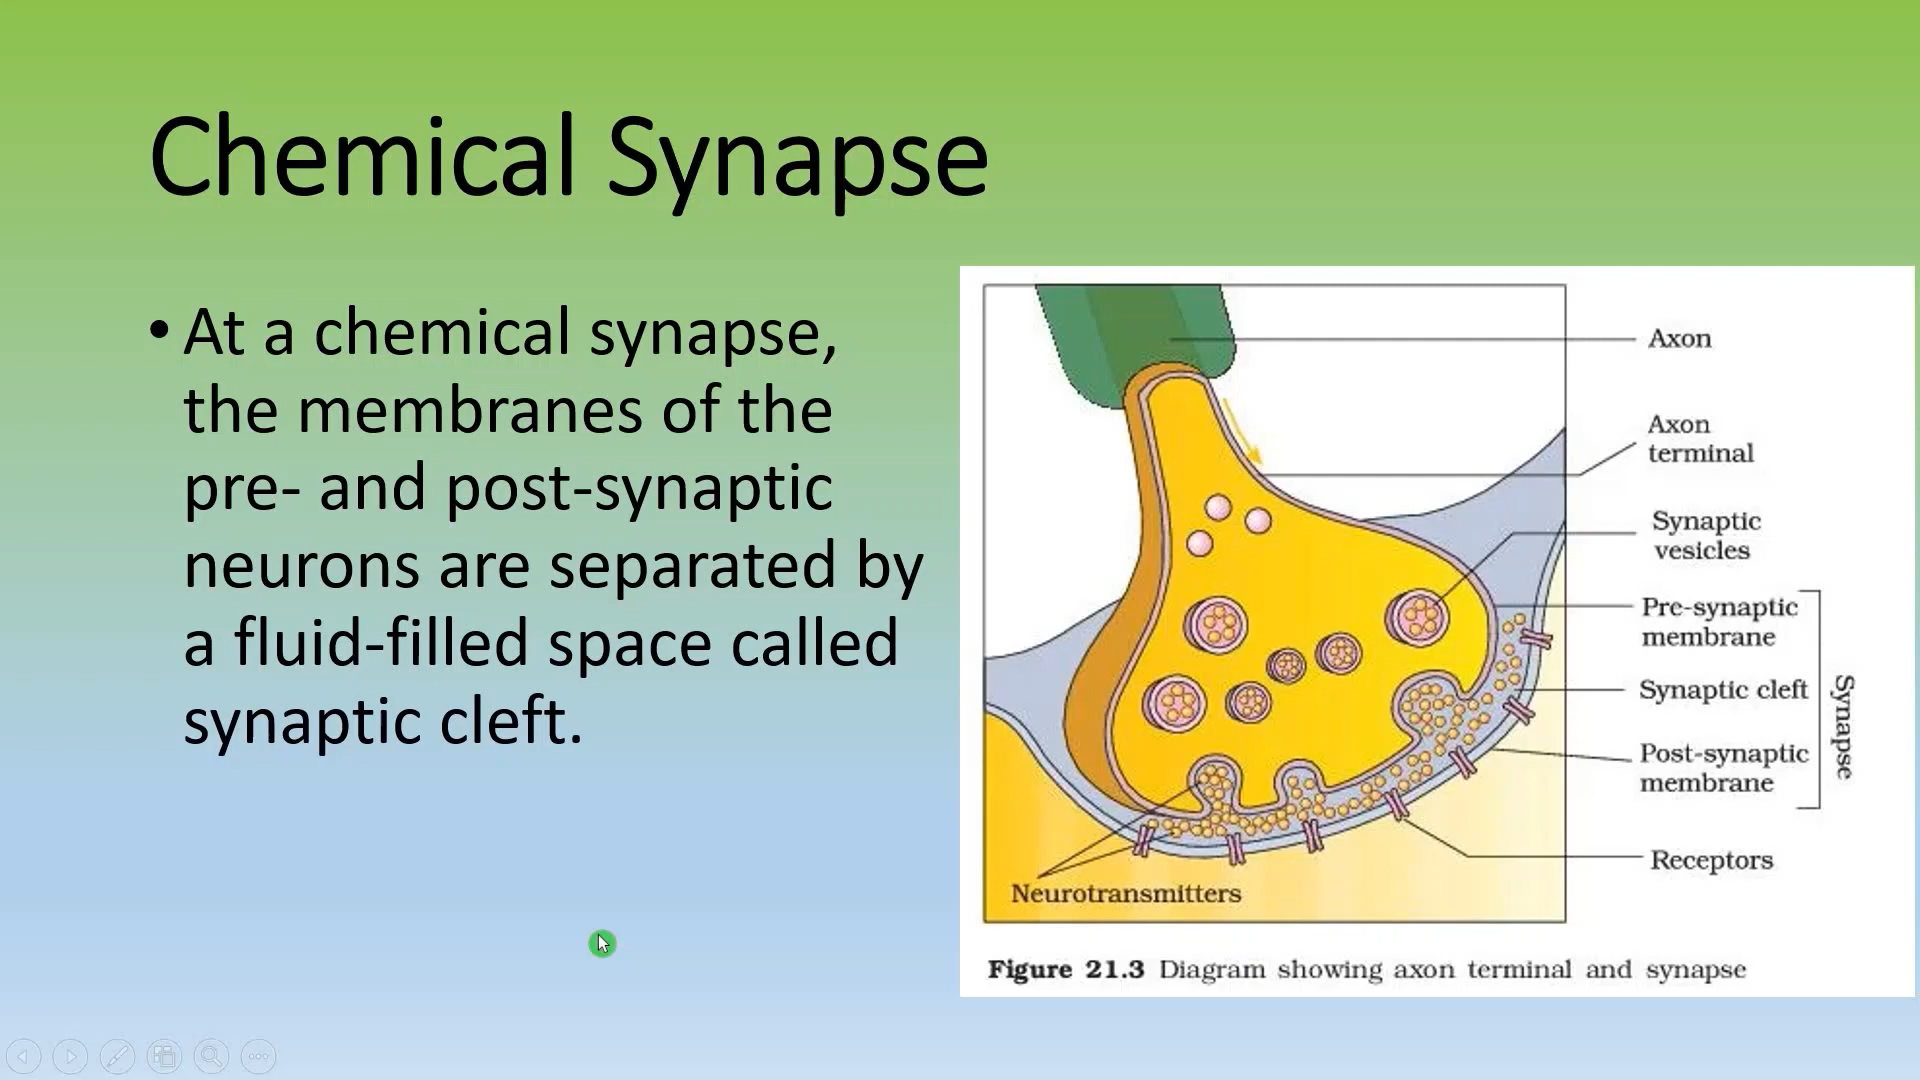 Chemical Synapse
• At a chemical synapse,
the membranes of the
pre- and post-synaptic
neurons are separated by
a fluid-filled space called
synaptic cleft.
Axon
Axon
terminal
Synaptic
vesicles
Pre-synaptic
membrane
Synaptic cleft
Post-synaptic
membrane
Synapse
Receptors
Neurotransmitters
Figure 21.3 Diagram showing axon terminal and synapse